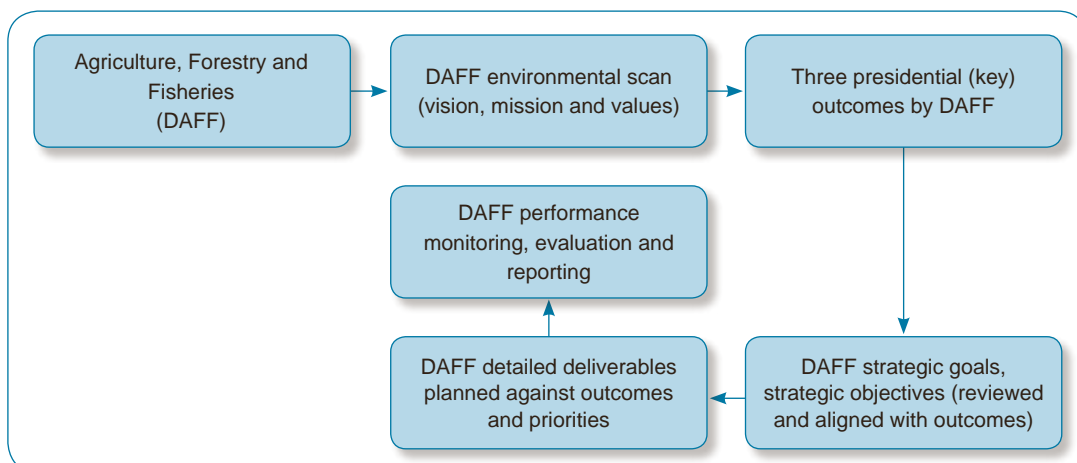 Agriculture, Forestry and
Fisheries
(DAFF)
DAFF environmental scan
(vision, mission and values)
Three presidential (key)
outcomes by DAFF
DAFF performance
monitoring, evaluation and
reporting
DAFF detailed deliverables
planned against outcomes
and priorities
DAFF strategic goals,
strategic objectives (reviewed
and aligned with outcomes)